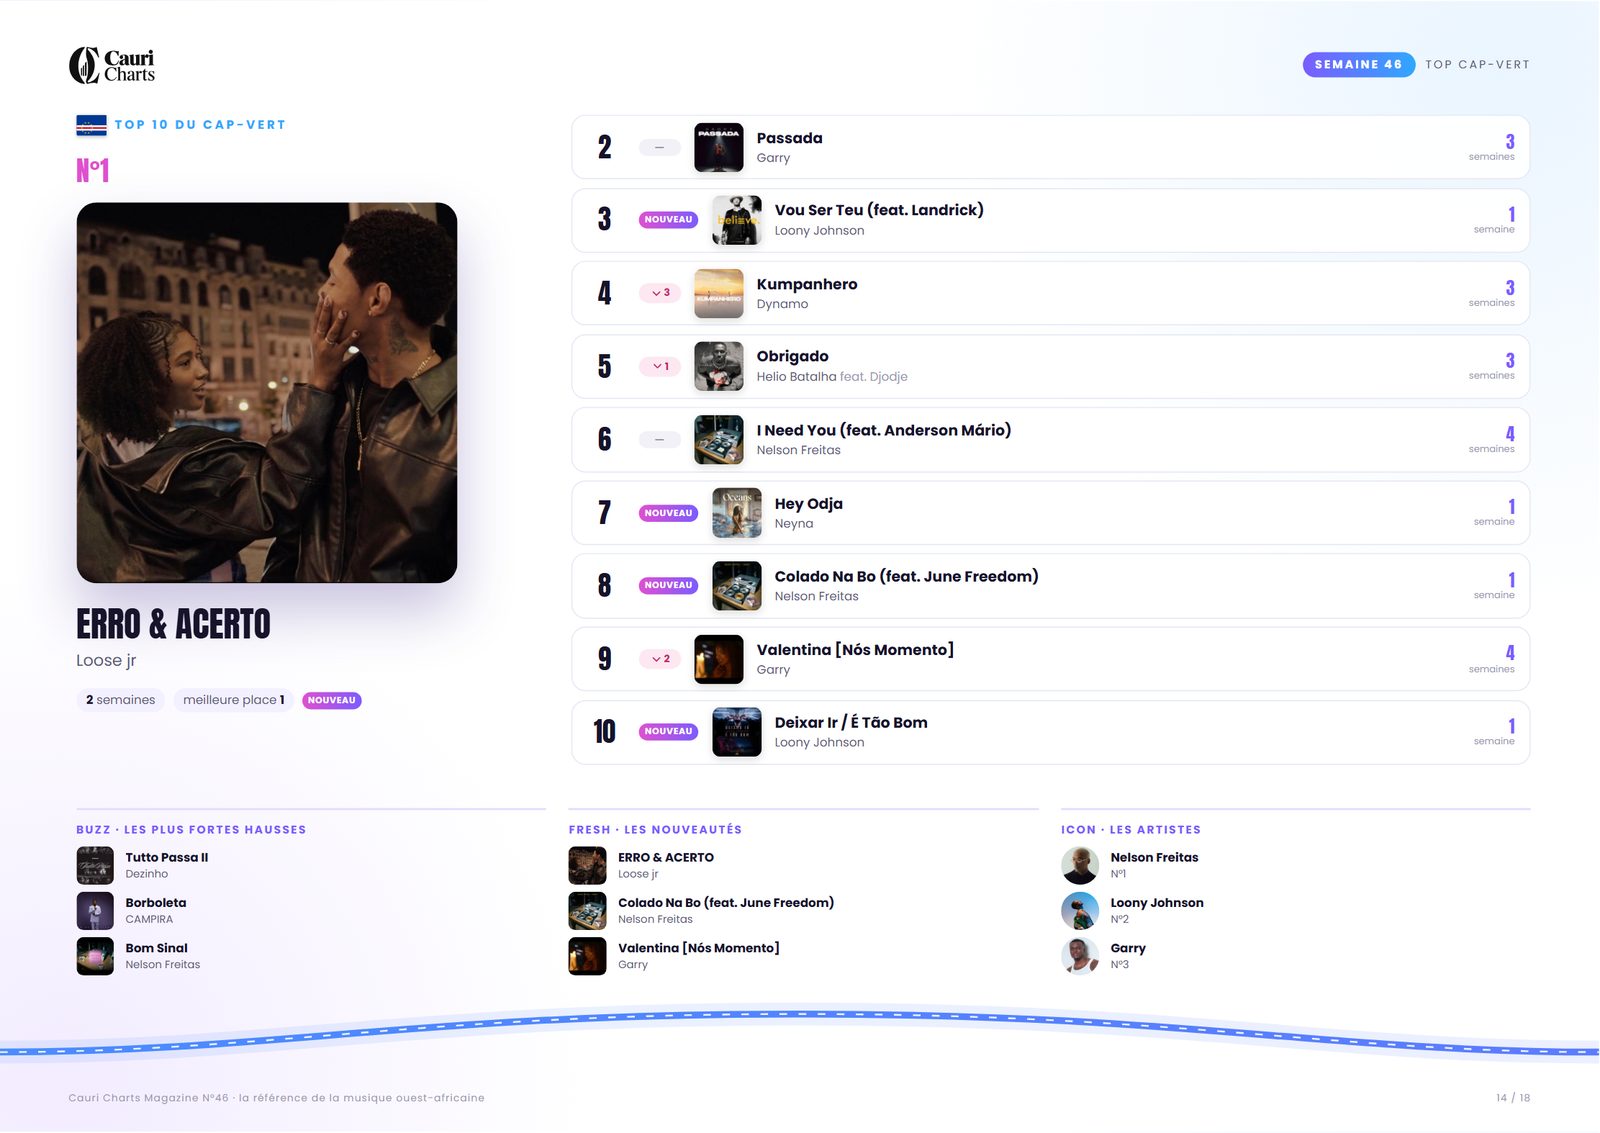 Cauri
Charts
SEMAINE 46
TOP CAP-VERT
TOP 10 DU CAP-VERT
Nº1
ERRO & ACERTO
Loose jr
2 semaines
meilleure place 1
NOUVEAU
2
—
PASSADA
Passada
Garry
3
semaines
3
NOUVEAU
believe
Vou Ser Teu (feat. Landrick)
Loony Johnson
1
semaine
4
3
KUMPANHERO
Kumpanhero
Dynamo
3
semaines
5
1
Obrigado
Helio Batalha feat. Djodje
3
semaines
6
—
I Need You (feat. Anderson Mário)
Nelson Freitas
4
semaines
7
NOUVEAU
Oceans
Hey Odja
Neyna
1
semaine
8
NOUVEAU
Colado Na Bo (feat. June Freedom)
Nelson Freitas
1
semaine
9
2
Valentina [Nós Momento]
Garry
4
semaines
10
NOUVEAU
Deixar Ir / É Tão Bom
Loony Johnson
1
semaine
BUZZ · LES PLUS FORTES HAUSSES
Tutto Passa II
Dezinho
Borboleta
CAMPIRA
Bom Sinal
Nelson Freitas
FRESH · LES NOUVEAUTÉS
ERRO & ACERTO
Loose jr
Colado Na Bo (feat. June Freedom)
Nelson Freitas
Valentina [Nós Momento]
Garry
ICON · LES ARTISTES
Nelson Freitas
Nº1
Loony Johnson
Nº2
Garry
Nº3
Cauri Charts Magazine Nº46 · la référence de la musique ouest-africaine
14 / 18